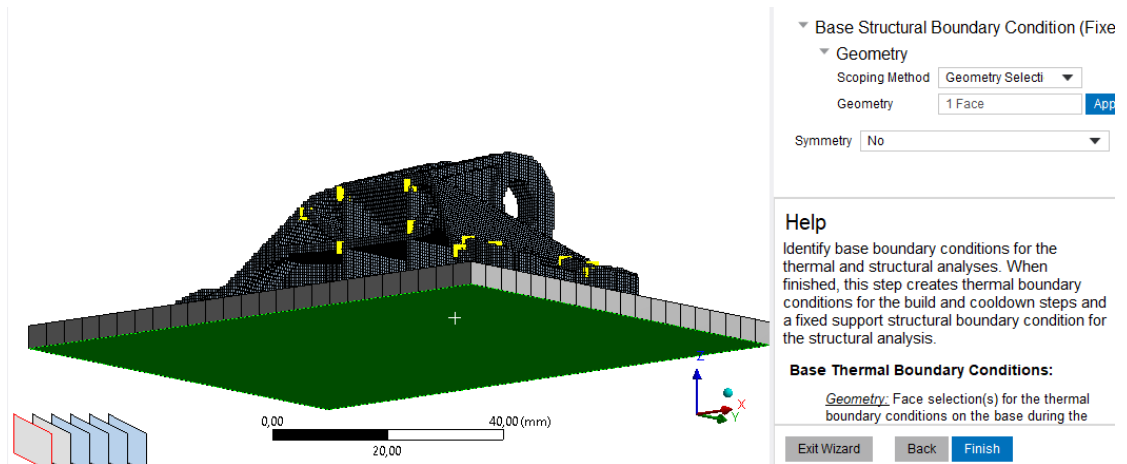 Base Structural Boundary Condition (Fixe
Geometry
Scoping Method Geometry Selecti
Geometry 1 Face App
Symmetry No
Help
Identify base boundary conditions for the
thermal and structural analyses. When
finished, this step creates thermal boundary
conditions for the build and cooldown steps and
a fixed support structural boundary condition for
the structural analysis.
Base Thermal Boundary Conditions:
Geometry: Face selection(s) for the thermal
boundary conditions on the base during the
Exit Wizard Back Finish
Z
X
Y
0,00 40,00 (mm)
20,00